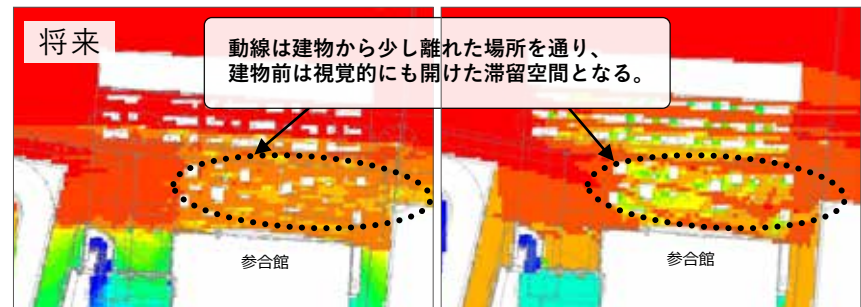 将来
動線は建物から少し離れた場所を通り、
建物前は視覚的にも開けた滞留空間となる。
参合館
参合館